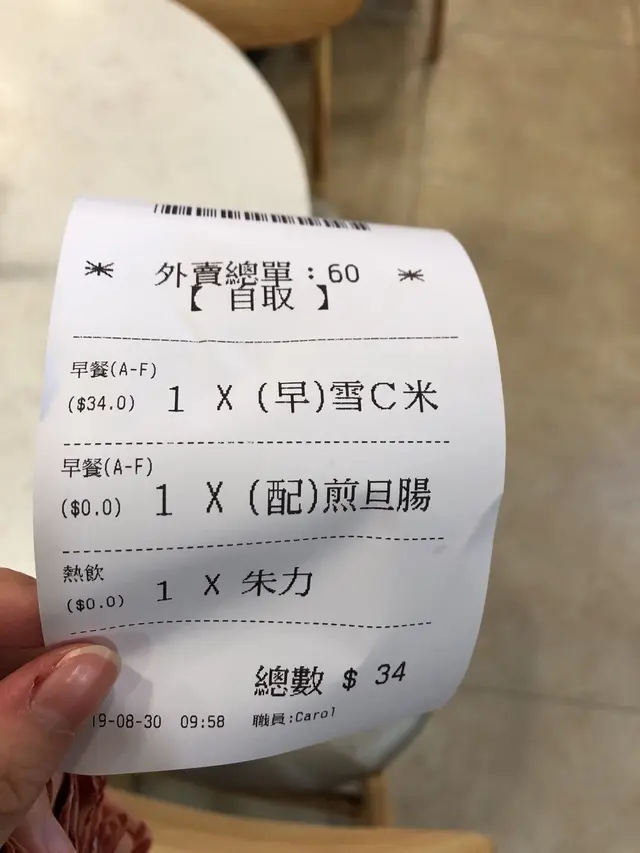 * 外賣總單：60 *
【 自取 】
早餐(A-F)
($34.0) 1 X (早)雪C米
早餐(A-F)
($0.0) 1 X (配)煎旦腸
熱飲
($0.0) 1 X 朱力
總數 $ 34
19-08-30 09:58 職員:Carol